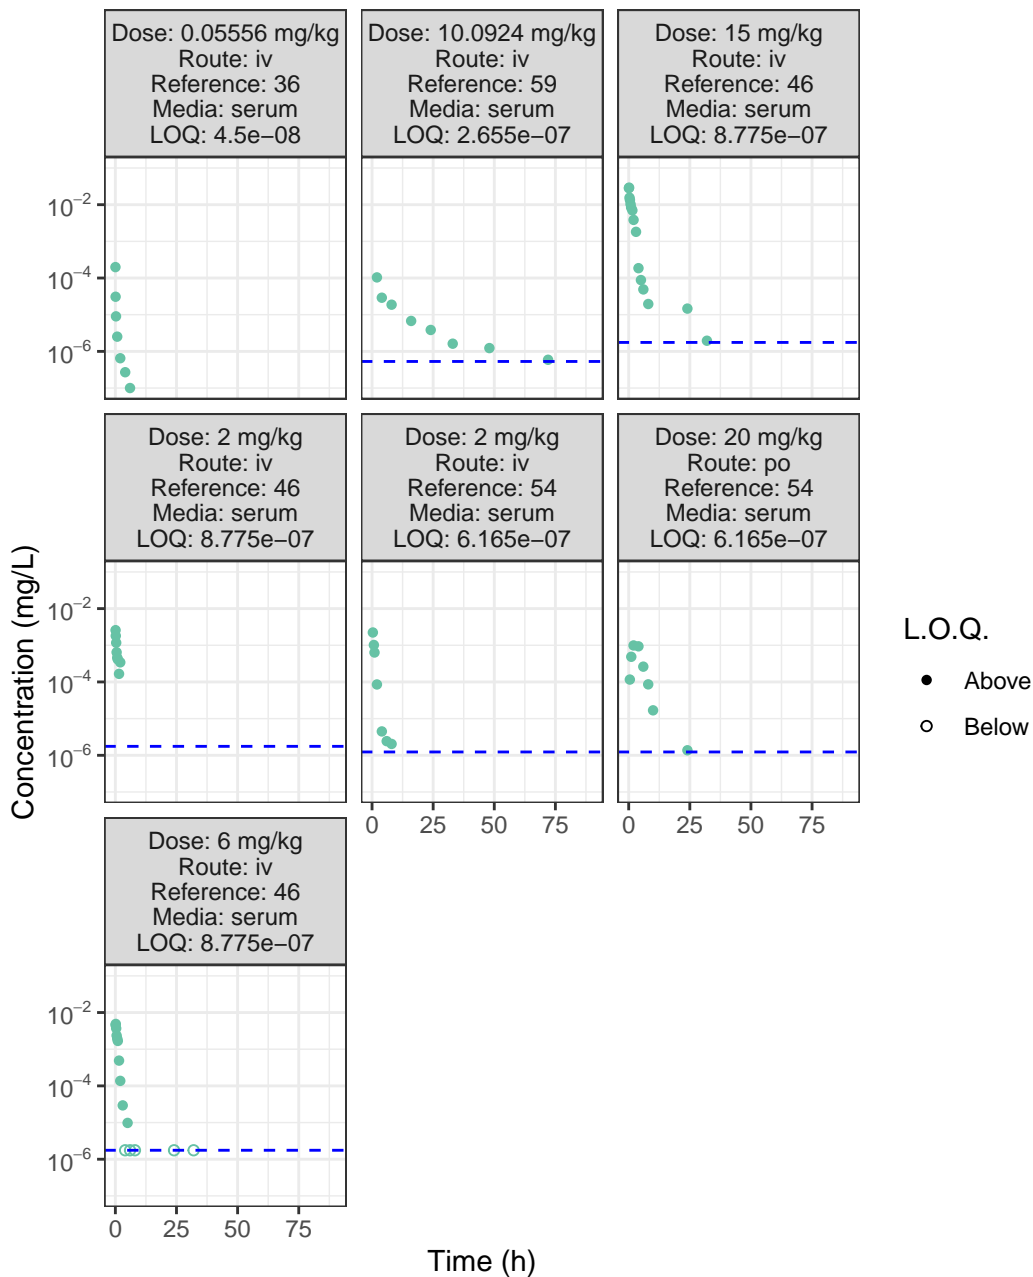 Dose: 0.05556 mg/kg
Route: iv
Reference: 36
Media: serum
LOQ: 4.5e−08
Dose: 10.0924 mg/kg
Route: iv
Reference: 59
Media: serum
LOQ: 2.655e−07
Dose: 15 mg/kg
Route: iv
Reference: 46
Media: serum
LOQ: 8.775e−07
10⁻²
10⁻⁴
10⁻⁶
Dose: 2 mg/kg
Route: iv
Reference: 46
Media: serum
LOQ: 8.775e−07
Dose: 2 mg/kg
Route: iv
Reference: 54
Media: serum
LOQ: 6.165e−07
Dose: 20 mg/kg
Route: po
Reference: 54
Media: serum
LOQ: 6.165e−07
10⁻²
10⁻⁴
10⁻⁶
0 25 50 75
0 25 50 75
Dose: 6 mg/kg
Route: iv
Reference: 46
Media: serum
LOQ: 8.775e−07
10⁻²
10⁻⁴
10⁻⁶
0 25 50 75
Time (h)
Concentration (mg/L)
L.O.Q.
Above
Below